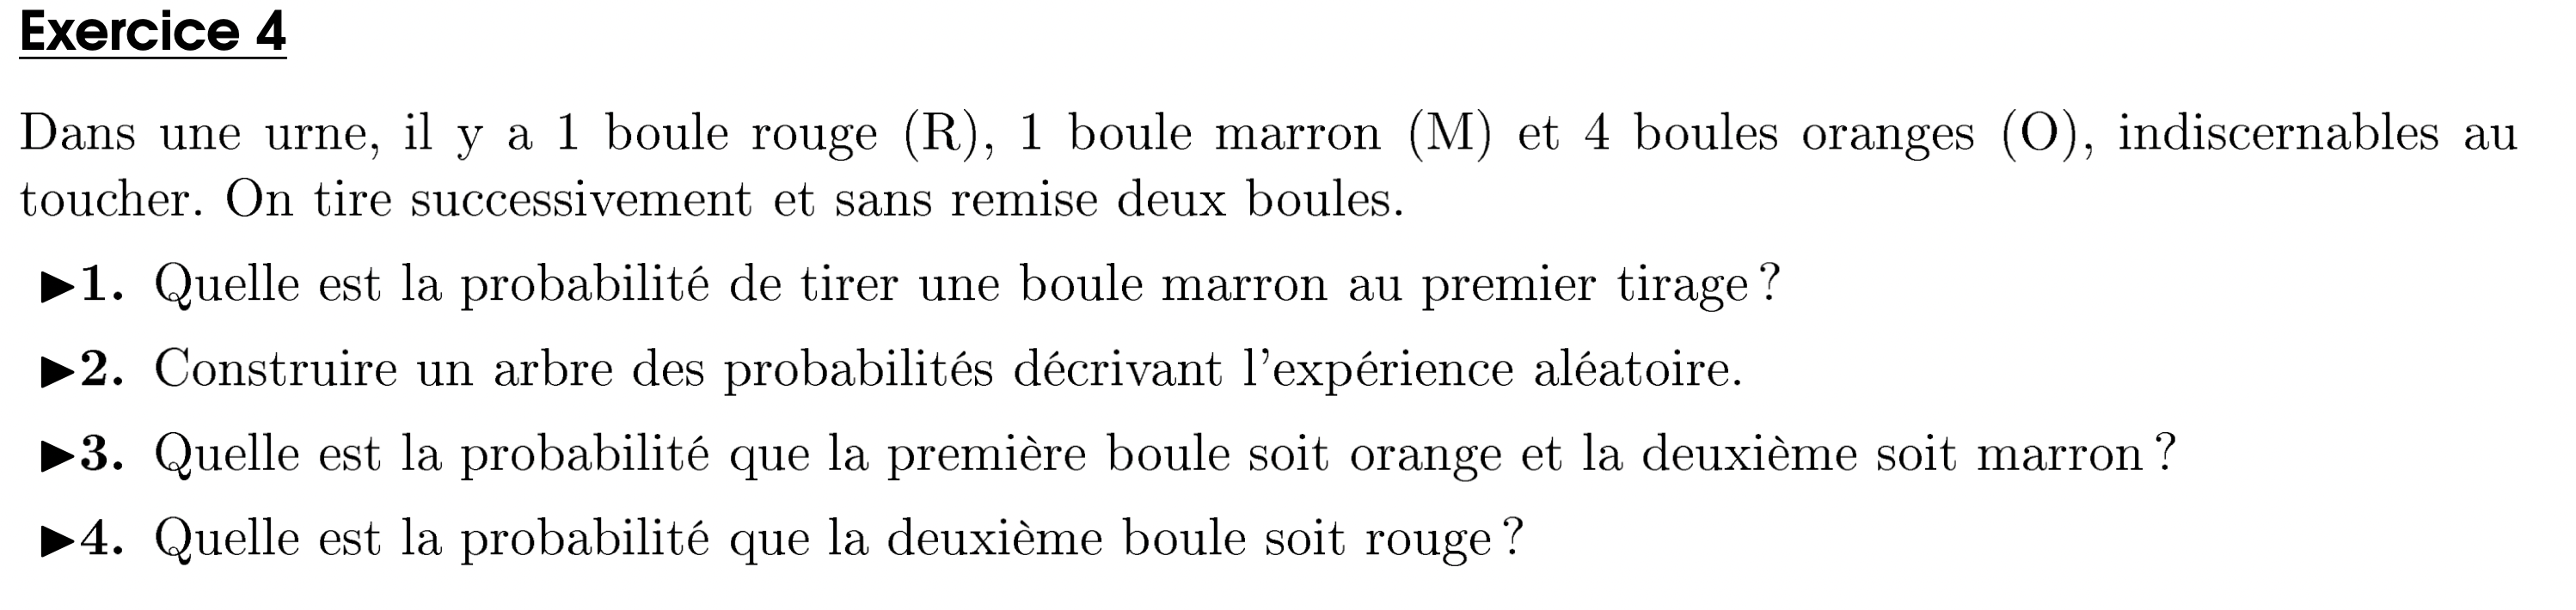 Exercice 4
Dans une urne, il y a 1 boule rouge (R), 1 boule marron (M) et 4 boules oranges (O), indiscernables au
toucher. On tire successivement et sans remise deux boules.
▶1. Quelle est la probabilité de tirer une boule marron au premier tirage ?
▶2. Construire un arbre des probabilités décrivant l'expérience aléatoire.
▶3. Quelle est la probabilité que la première boule soit orange et la deuxième soit marron ?
▶4. Quelle est la probabilité que la deuxième boule soit rouge ?